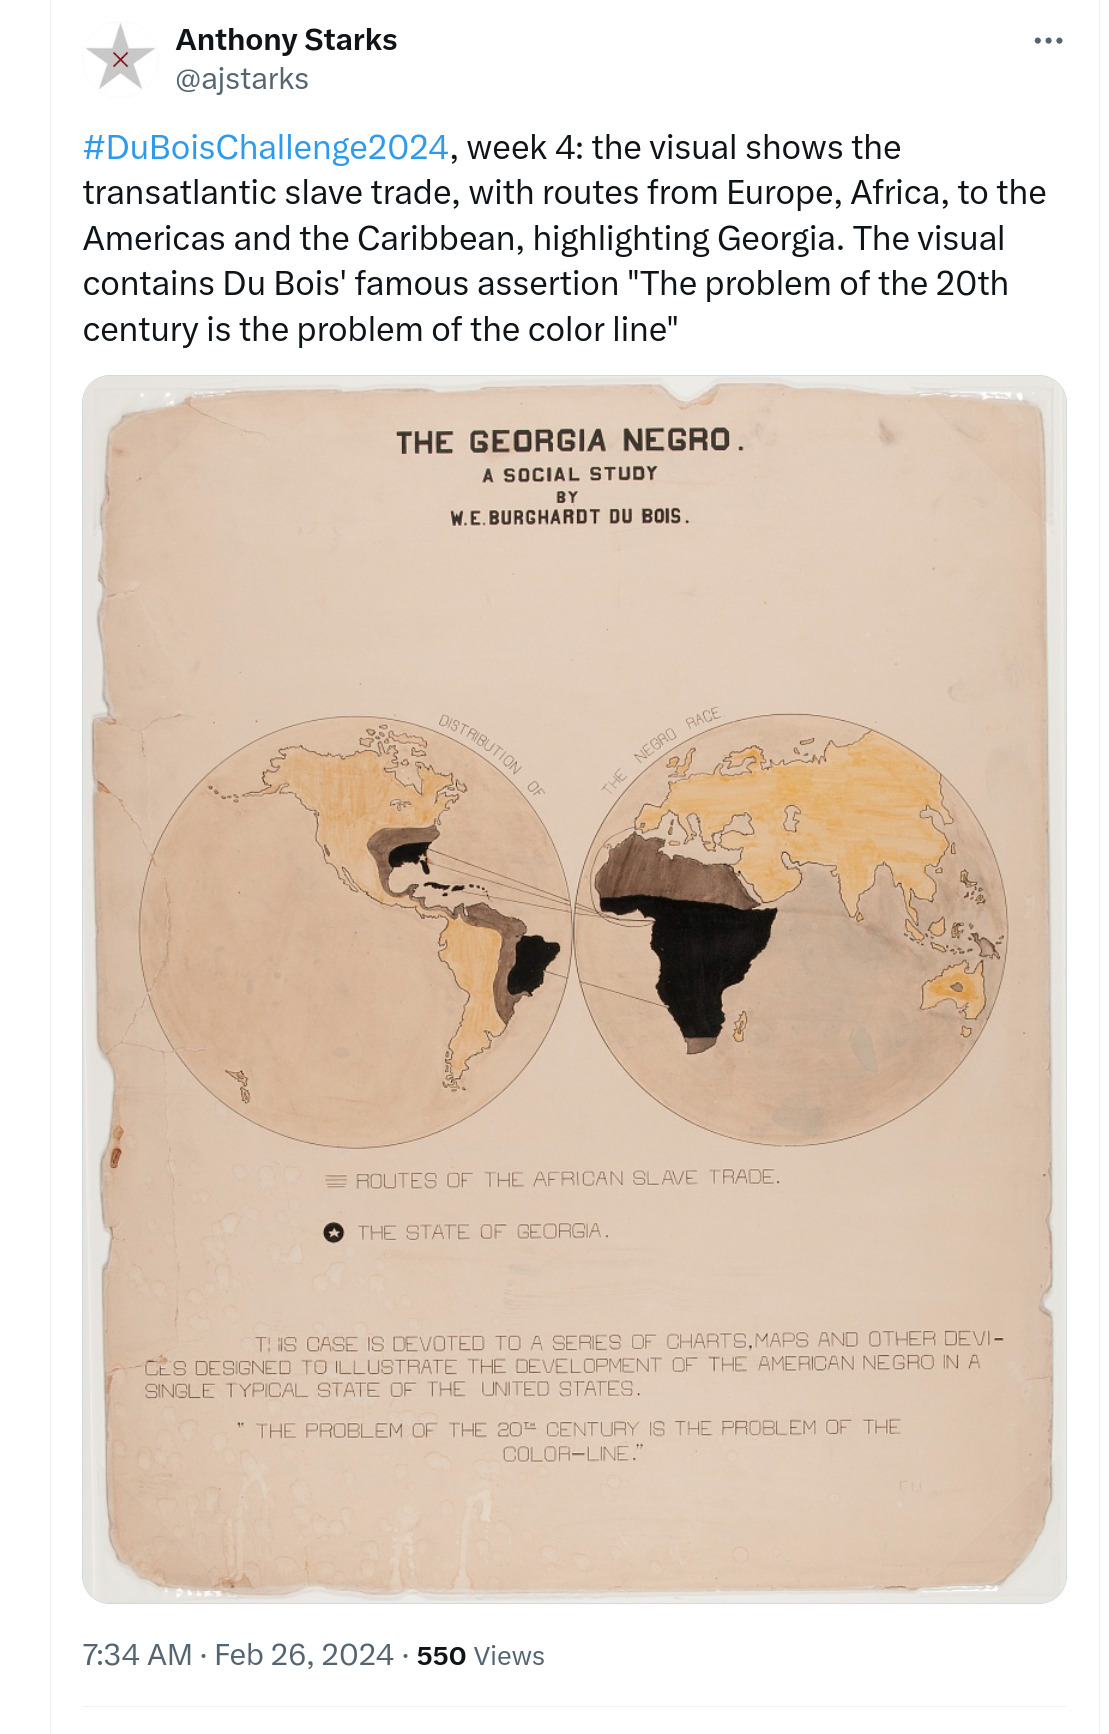 Anthony Starks
@ajstarks
#DuBoisChallenge2024, week 4: the visual shows the
transatlantic slave trade, with routes from Europe, Africa, to the
Americas and the Caribbean, highlighting Georgia. The visual
contains Du Bois' famous assertion "The problem of the 20th
century is the problem of the color line"
THE GEORGIA NEGRO.
A SOCIAL STUDY
BY
W.E.BURGHARDT DU BOIS.
DISTRIBUTION OF THE NEGRO RACE
ROUTES OF THE AFRICAN SLAVE TRADE.
THE STATE OF GEORGIA.
THIS CASE IS DEVOTED TO A SERIES OF CHARTS,MAPS AND OTHER DEVI-
CES DESIGNED TO ILLUSTRATE THE DEVELOPMENT OF THE AMERICAN NEGRO IN A
SINGLE TYPICAL STATE OF THE UNITED STATES.
" THE PROBLEM OF THE 20TH CENTURY IS THE PROBLEM OF THE
COLOR-LINE."
7:34 AM · Feb 26, 2024 · 550 Views